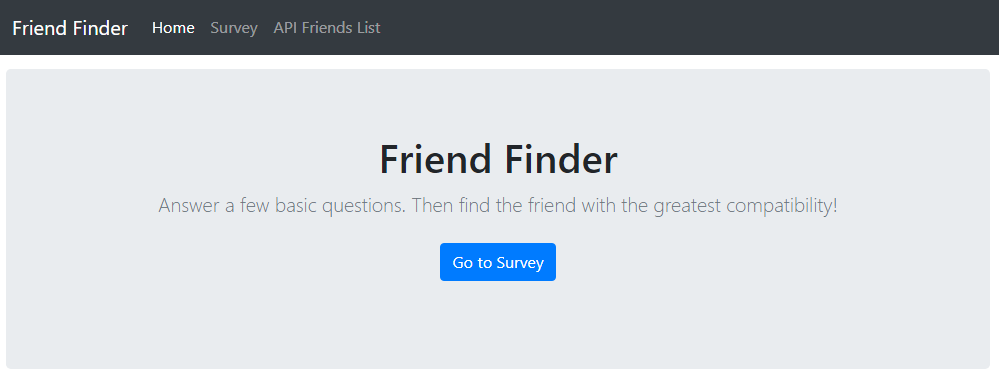 Friend Finder Home Survey API Friends List
Friend Finder
Answer a few basic questions. Then find the friend with the greatest compatibility!
Go to Survey